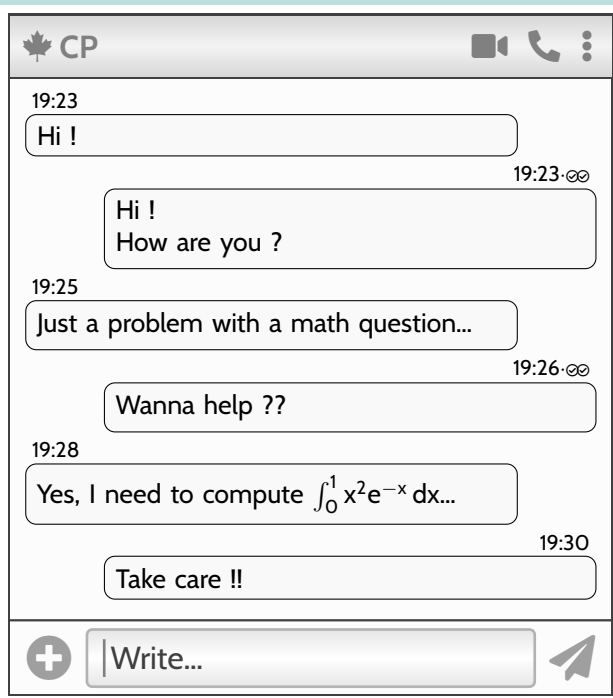 CP
19:23
Hi !
19:23
Hi !
How are you ?
19:25
Just a problem with a math question...
19:26
Wanna help ??
19:28
Yes, I need to compute ∫₀¹ x²e⁻ˣ dx...
19:30
Take care !!
Write...